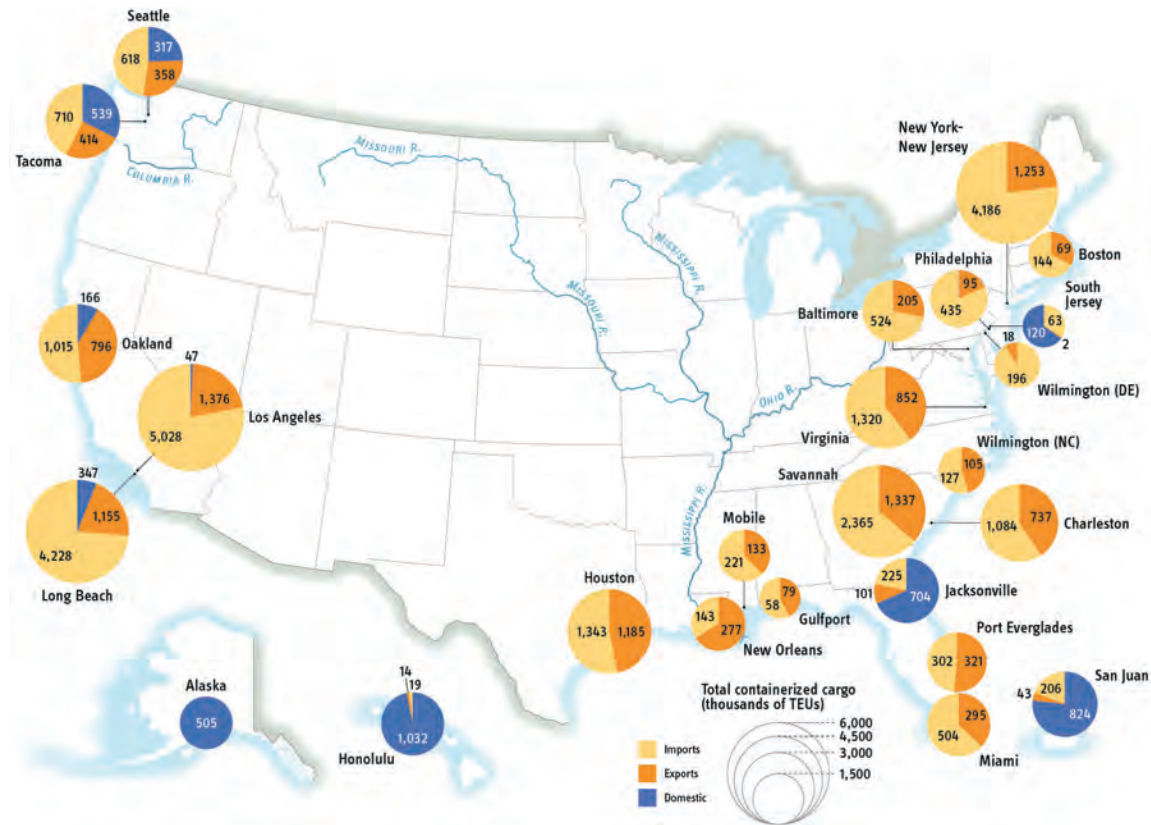 Seattle
618
317
358
710
539
414
Tacoma
COLUMBIA R.
MISSOURI R.
MISSISSIPPI R.
MISSOURI R.
OHIO R.
MISSISSIPPI R.
New York-
New Jersey
1,253
4,186
69
144
Boston
Philadelphia
95
435
South
Jersey
63
120
2
Baltimore
205
524
18
196
Wilmington (DE)
852
1,320
Virginia
Wilmington (NC)
105
127
Savannah
1,337
2,365
1,084
737
Charleston
166
1,015
796
Oakland
47
1,376
5,028
Los Angeles
347
1,155
4,228
Long Beach
Mobile
133
221
79
58
Gulfport
143
277
New Orleans
Houston
1,343
1,185
225
101
704
Jacksonville
Port Everglades
302
321
San Juan
206
43
824
295
504
Miami
Alaska
505
14
19
1,032
Honolulu
Total containerized cargo
(thousands of TEUs)
6,000
4,500
3,000
1,500
Imports
Exports
Domestic